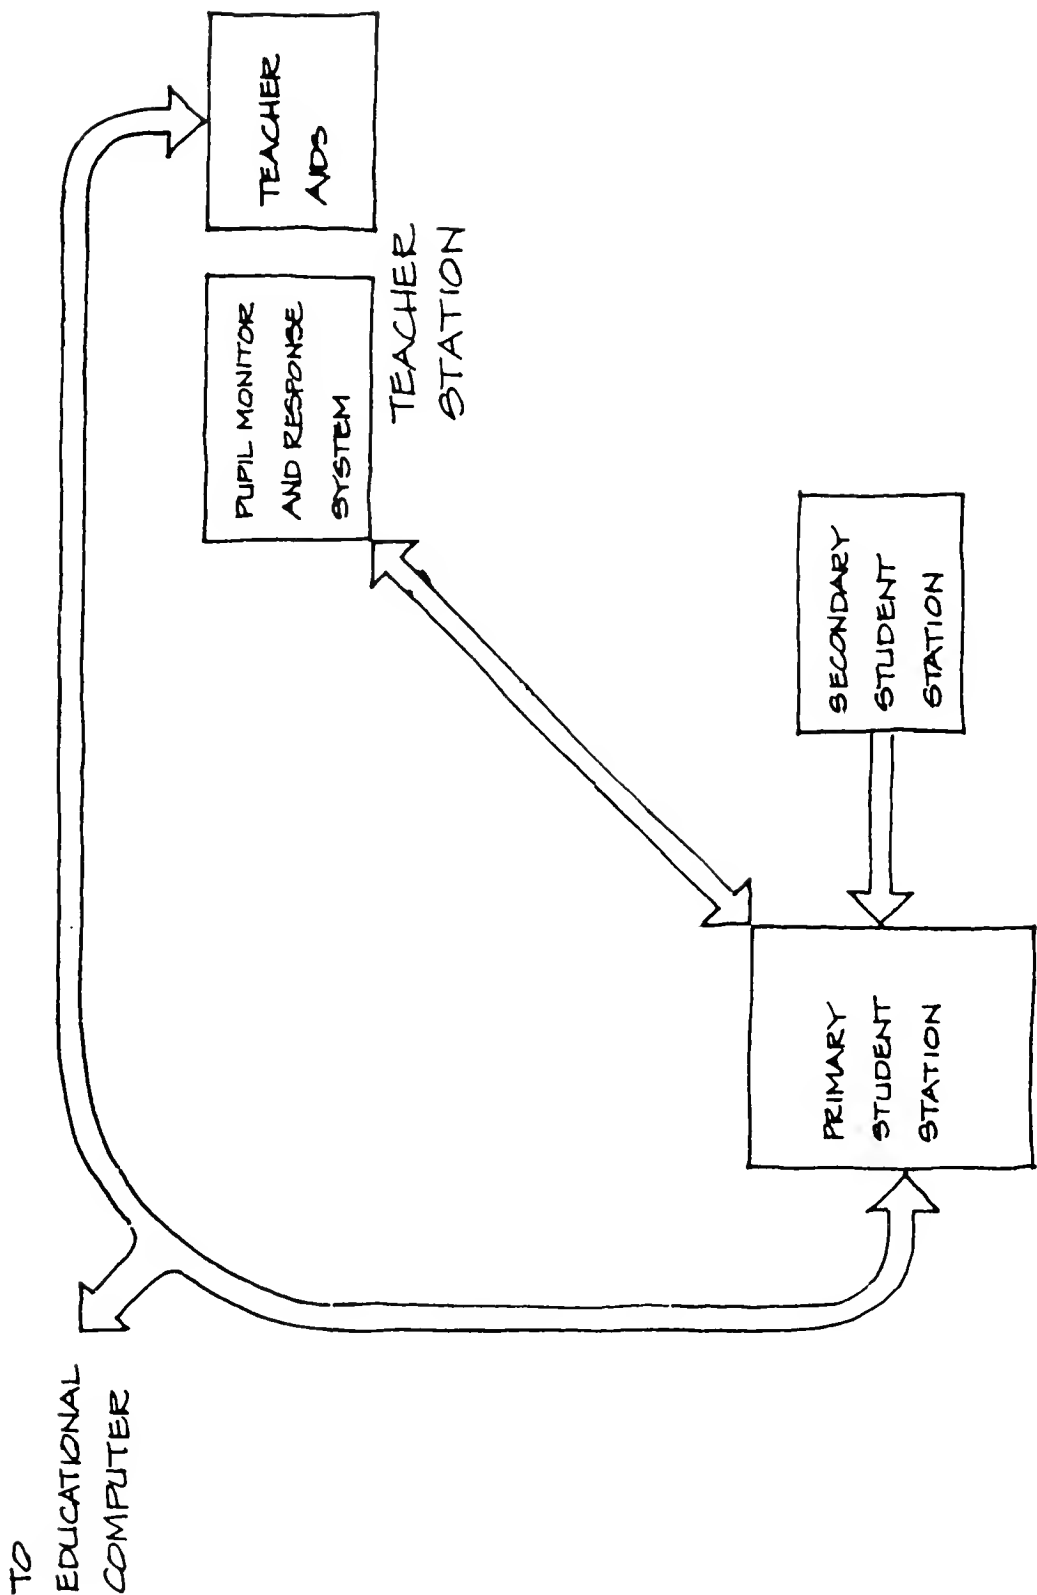 TO
EDUCATIONAL
COMPUTER
PRIMARY
STUDENT
STATION
SECONDARY
STUDENT
STATION
PUPIL MONITOR
AND RESPONSE
SYSTEM
TEACHER
AIDS
TEACHER
STATION